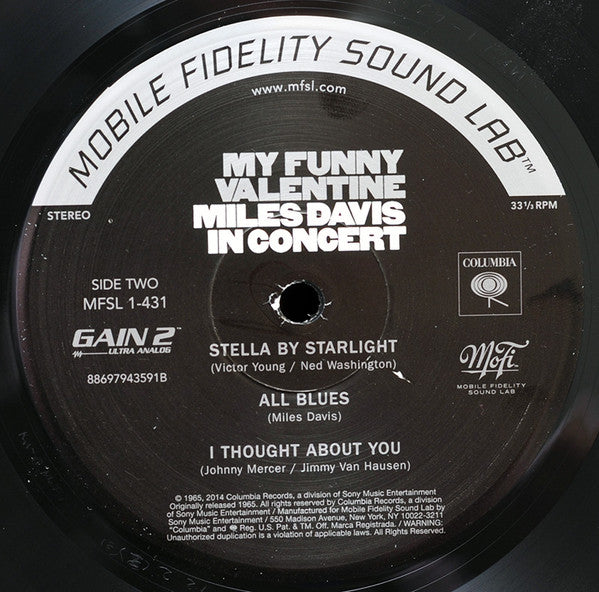 MOBILE FIDELITY SOUND LAB™
www.mfsl.com
MY FUNNY
VALENTINE
MILES DAVIS
IN CONCERT
STEREO
33 1/3 RPM
SIDE TWO
MFSL 1-431
COLUMBIA
GAIN 2™
ULTRA ANALOG
88697943591B
MoFi
MOBILE FIDELITY
SOUND LAB
STELLA BY STARLIGHT
(Victor Young / Ned Washington)
ALL BLUES
(Miles Davis)
I THOUGHT ABOUT YOU
(Johnny Mercer / Jimmy Van Hausen)
© 1965, 2014 Columbia Records, a division of Sony Music Entertainment
Originally released 1965. All rights reserved by Columbia Records, a division
of Sony Music Entertainment / Manufactured for Mobile Fidelity Sound Lab by
Sony Music Entertainment / 550 Madison Avenue, New York, NY 10022-3211
"Columbia" and Reg. U.S. Pat. & TM. Off. Marca Registrada. / WARNING:
Unauthorized duplication is a violation of applicable laws. All Rights Reserved.